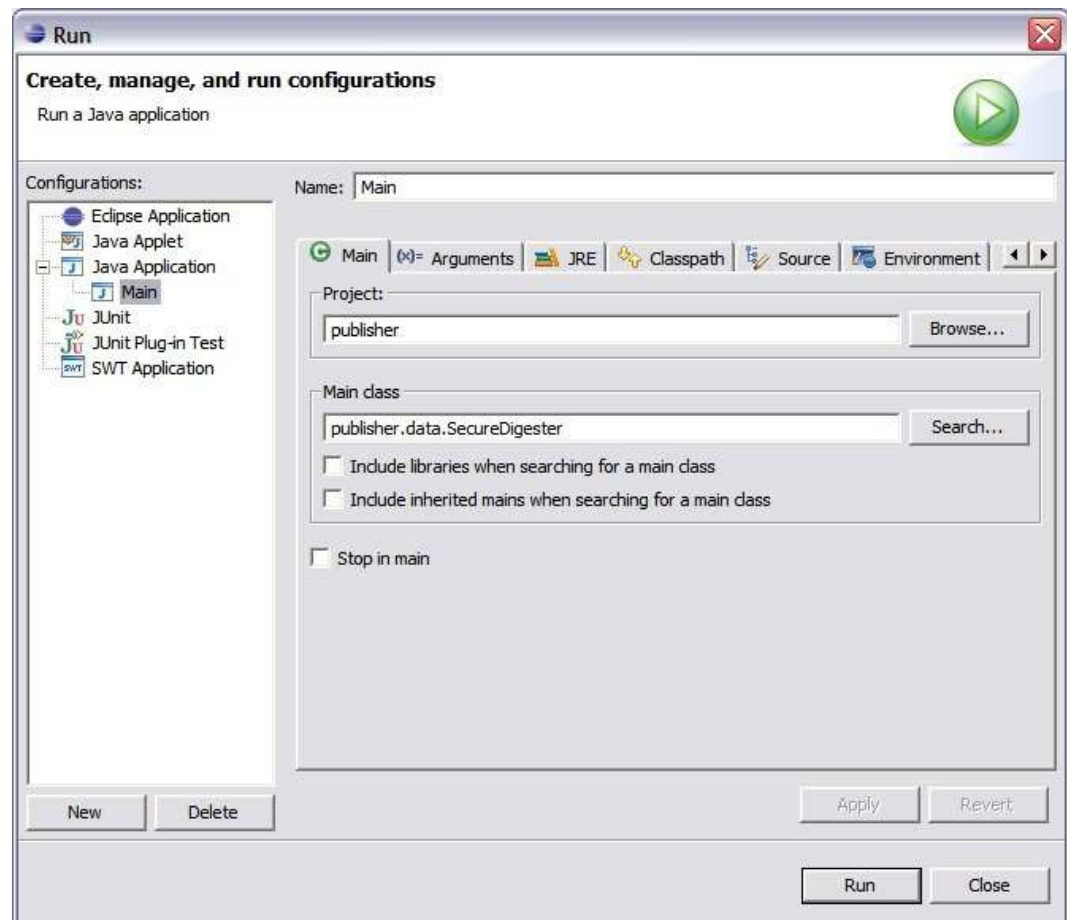 Run
Create, manage, and run configurations
Run a Java application
Configurations:
Eclipse Application
Java Applet
Java Application
Main
JUnit
JUnit Plug-in Test
SWT Application
New Delete
Name: Main
Main (x)= Arguments JRE Classpath Source Environment
Project:
publisher Browse...
Main class
publisher.data.SecureDigester Search...
Include libraries when searching for a main class
Include inherited mains when searching for a main class
Stop in main
Apply Revert
Run Close